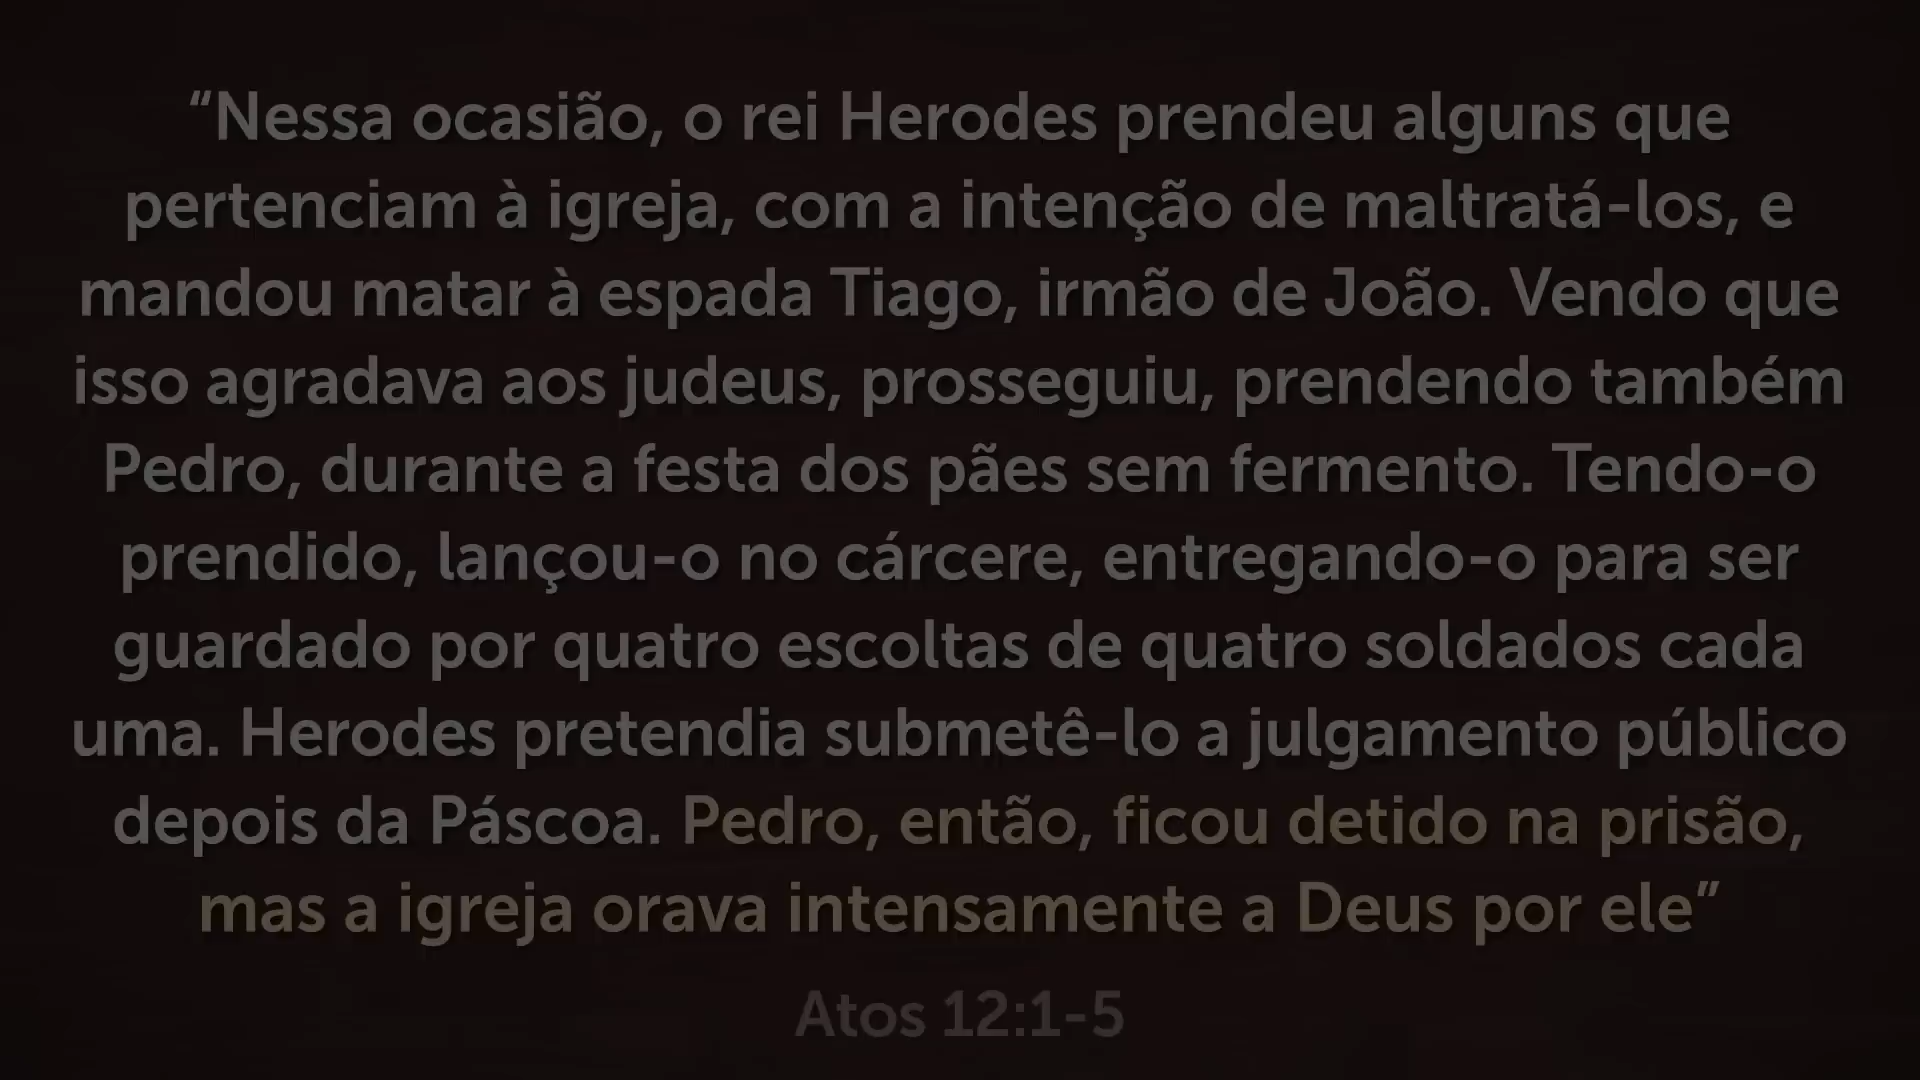 “Nessa ocasião, o rei Herodes prendeu alguns que
pertenciam à igreja, com a intenção de maltratá-los, e
mandou matar à espada Tiago, irmão de João. Vendo que
isso agradava aos judeus, prosseguiu, prendendo também
Pedro, durante a festa dos pães sem fermento. Tendo-o
prendido, lançou-o no cárcere, entregando-o para ser
guardado por quatro escoltas de quatro soldados cada
uma. Herodes pretendia submetê-lo a julgamento público
depois da Páscoa. Pedro, então, ficou detido na prisão,
mas a igreja orava intensamente a Deus por ele”
Atos 12:1-5